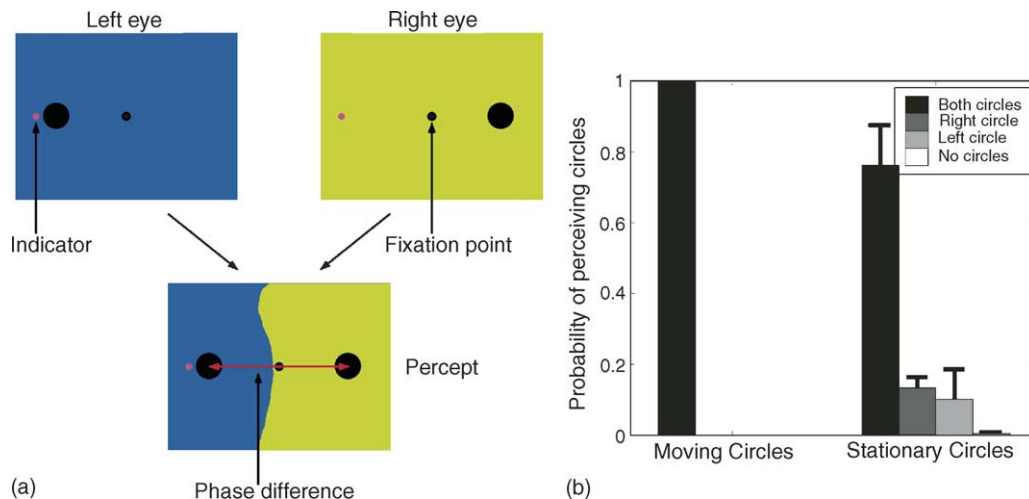 Left eye
Right eye
Indicator
Fixation point
Percept
Phase difference
(a)
Probability of perceiving circles
1
0.8
0.6
0.4
0.2
0
Both circles
Right circle
Left circle
No circles
Moving Circles
Stationary Circles
(b)